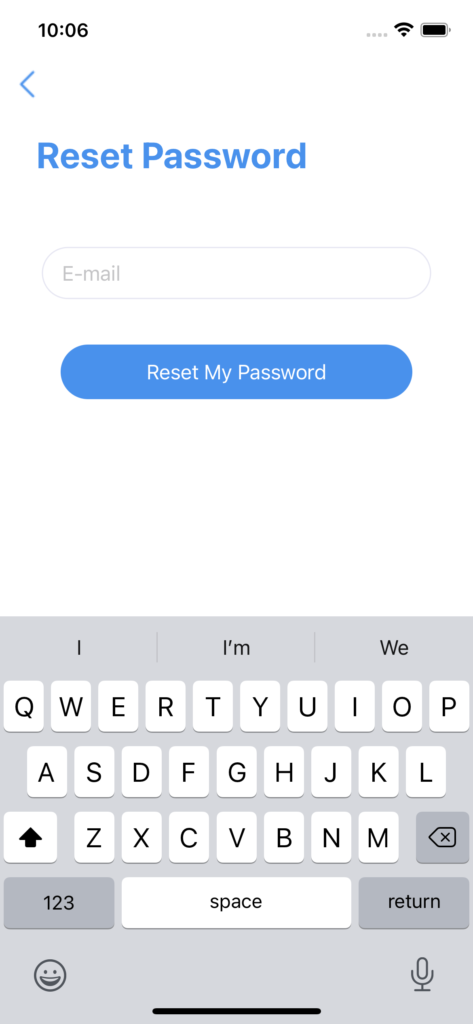 10:06
Reset Password
E-mail
Reset My Password
I I’m We
Q W E R T Y U I O P
A S D F G H J K L
Z X C V B N M
123 space return